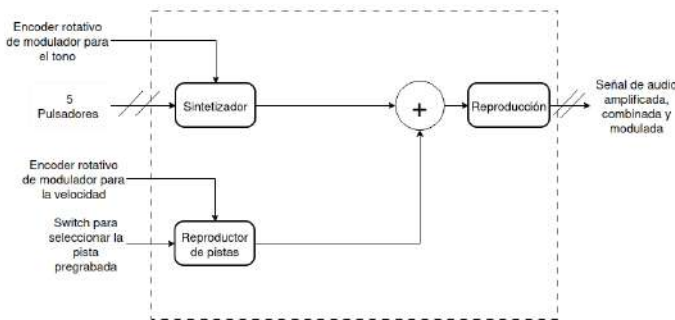 Encoder rotativo
de modulador para
el tono
5
Pulsadores
Sintetizador
+
Reproducción
Señal de audio
amplificada,
combinada y
modulada
Encoder rotativo
de modulador para
la velocidad
Switch para
seleccionar la
pista
pregrabada
Reproductor
de pistas